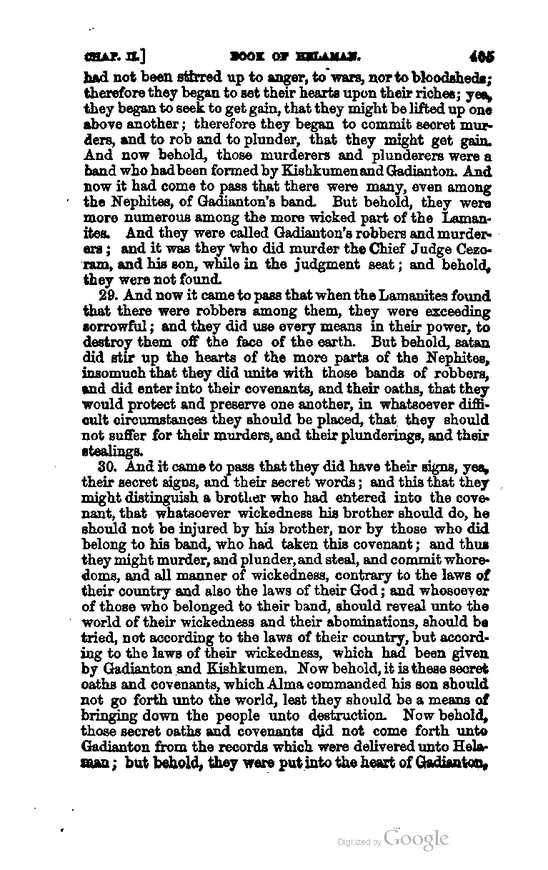 CHAP. II.] BOOK OF HELAMAN. 405
had not been stirred up to anger, to wars, nor to bloodsheds;
therefore they began to set their hearts upon their riches; yea,
they began to seek to get gain, that they might be lifted up one
above another; therefore they began to commit secret mur-
ders, and to rob and to plunder, that they might get gain.
And now behold, those murderers and plunderers were a
band who had been formed by Kishkumen and Gadianton. And
now it had come to pass that there were many, even among
the Nephites, of Gadianton's band. But behold, they were
more numerous among the more wicked part of the Laman-
ites. And they were called Gadianton's robbers and murder-
ers; and it was they who did murder the Chief Judge Cezo-
ram, and his son, while in the judgment seat; and behold,
they were not found.
29. And now it came to pass that when the Lamanites found
that there were robbers among them, they were exceeding
sorrowful; and they did use every means in their power, to
destroy them off the face of the earth. But behold, satan
did stir up the hearts of the more parts of the Nephites,
insomuch that they did unite with those bands of robbers,
and did enter into their covenants, and their oaths, that they
would protect and preserve one another, in whatsoever diffi-
cult circumstances they should be placed, that they should
not suffer for their murders, and their plunderings, and their
stealings.
30. And it came to pass that they did have their signs, yea,
their secret signs, and their secret words; and this that they
might distinguish a brother who had entered into the cove-
nant, that whatsoever wickedness his brother should do, he
should not be injured by his brother, nor by those who did
belong to his band, who had taken this covenant; and thus
they might murder, and plunder, and steal, and commit whore-
doms, and all manner of wickedness, contrary to the laws of
their country and also the laws of their God; and whosoever
of those who belonged to their band, should reveal unto the
world of their wickedness and their abominations, should be
tried, not according to the laws of their country, but accord-
ing to the laws of their wickedness, which had been given
by Gadianton and Kishkumen. Now behold, it is these secret
oaths and covenants, which Alma commanded his son should
not go forth unto the world, lest they should be a means of
bringing down the people unto destruction. Now behold,
those secret oaths and covenants did not come forth unto
Gadianton from the records which were delivered unto Hela-
man; but behold, they were put into the heart of Gadianton,
Digitized by Google